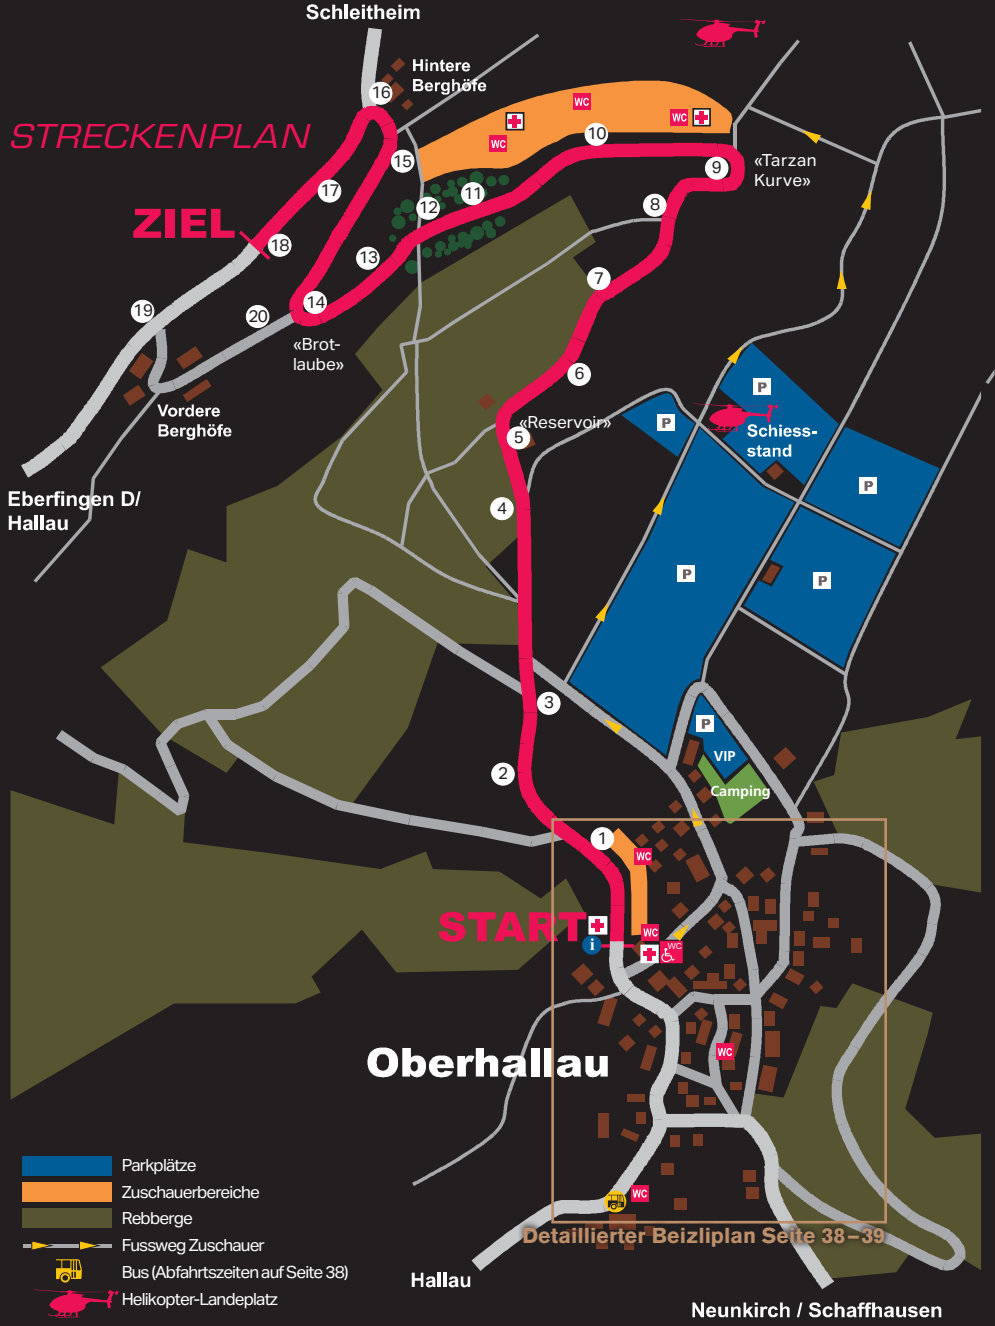 Schleitheim
Hintere
Berghöfe
16
WC
WC
WC
10
STRECKENPLAN
15
9
«Tarzan
Kurve»
17
11
12
8
ZIEL
18
13
7
14
19
20
«Brot-
laube»
6
P
Vordere
Berghöfe
«Reservoir»
P
5
Schiess-
stand
P
Eberfingen D/
Hallau
4
P
P
3
P
VIP
2
Camping
1
WC
START
WC
i
WC
WC
Oberhallau
Parkplätze
Zuschauerbereiche
Rebberge
Fussweg Zuschauer
Bus (Abfahrtszeiten auf Seite 38)
Helikopter-Landeplatz
WC
Detaillierter Beizliplan Seite 38–39
Hallau
Neunkirch / Schaffhausen